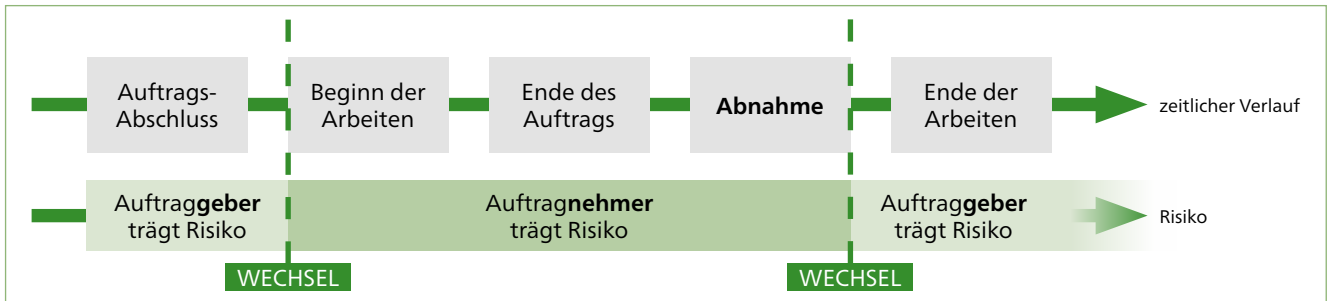 Auftrags-
Abschluss
Beginn der
Arbeiten
Ende des
Auftrags
Abnahme
Ende der
Arbeiten
zeitlicher Verlauf
Auftraggeber
trägt Risiko
Auftragnehmer
trägt Risiko
Auftraggeber
trägt Risiko
Risiko
WECHSEL
WECHSEL